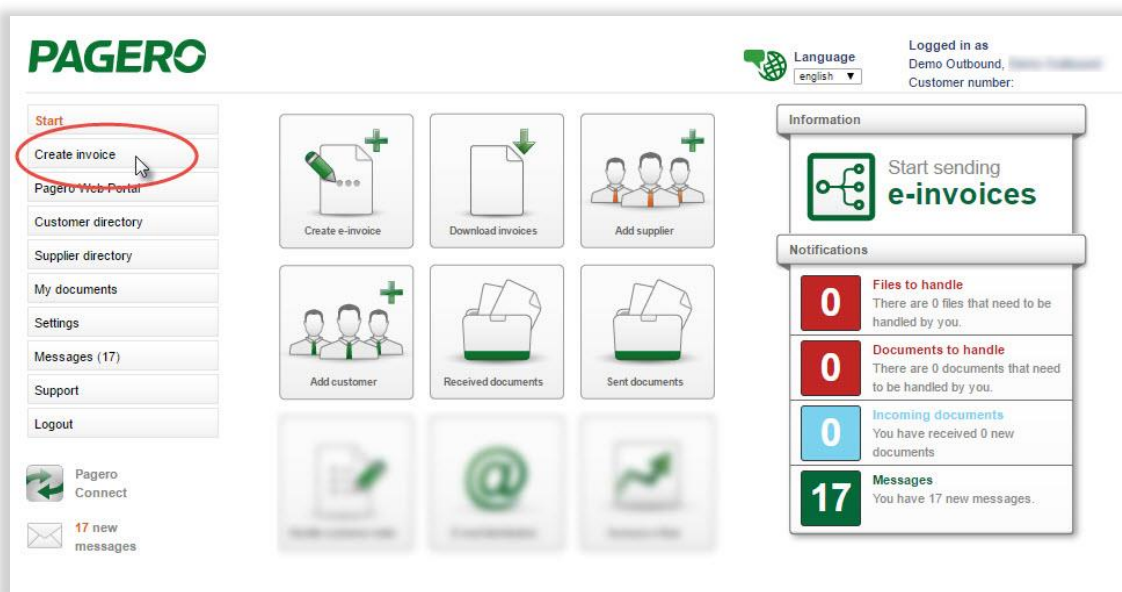 PAGERO
Language
english
Logged in as
Demo Outbound,
Customer number:
Start
Create invoice
Pagero Web Portal
Customer directory
Supplier directory
My documents
Settings
Messages (17)
Support
Logout
Pagero
Connect
17 new
messages
Create e-invoice
Download invoices
Add supplier
Add customer
Received documents
Sent documents
Information
Start sending
e-invoices
Notifications
0
Files to handle
There are 0 files that need to be
handled by you.
0
Documents to handle
There are 0 documents that need
to be handled by you.
0
Incoming documents
You have received 0 new
documents
17
Messages
You have 17 new messages.